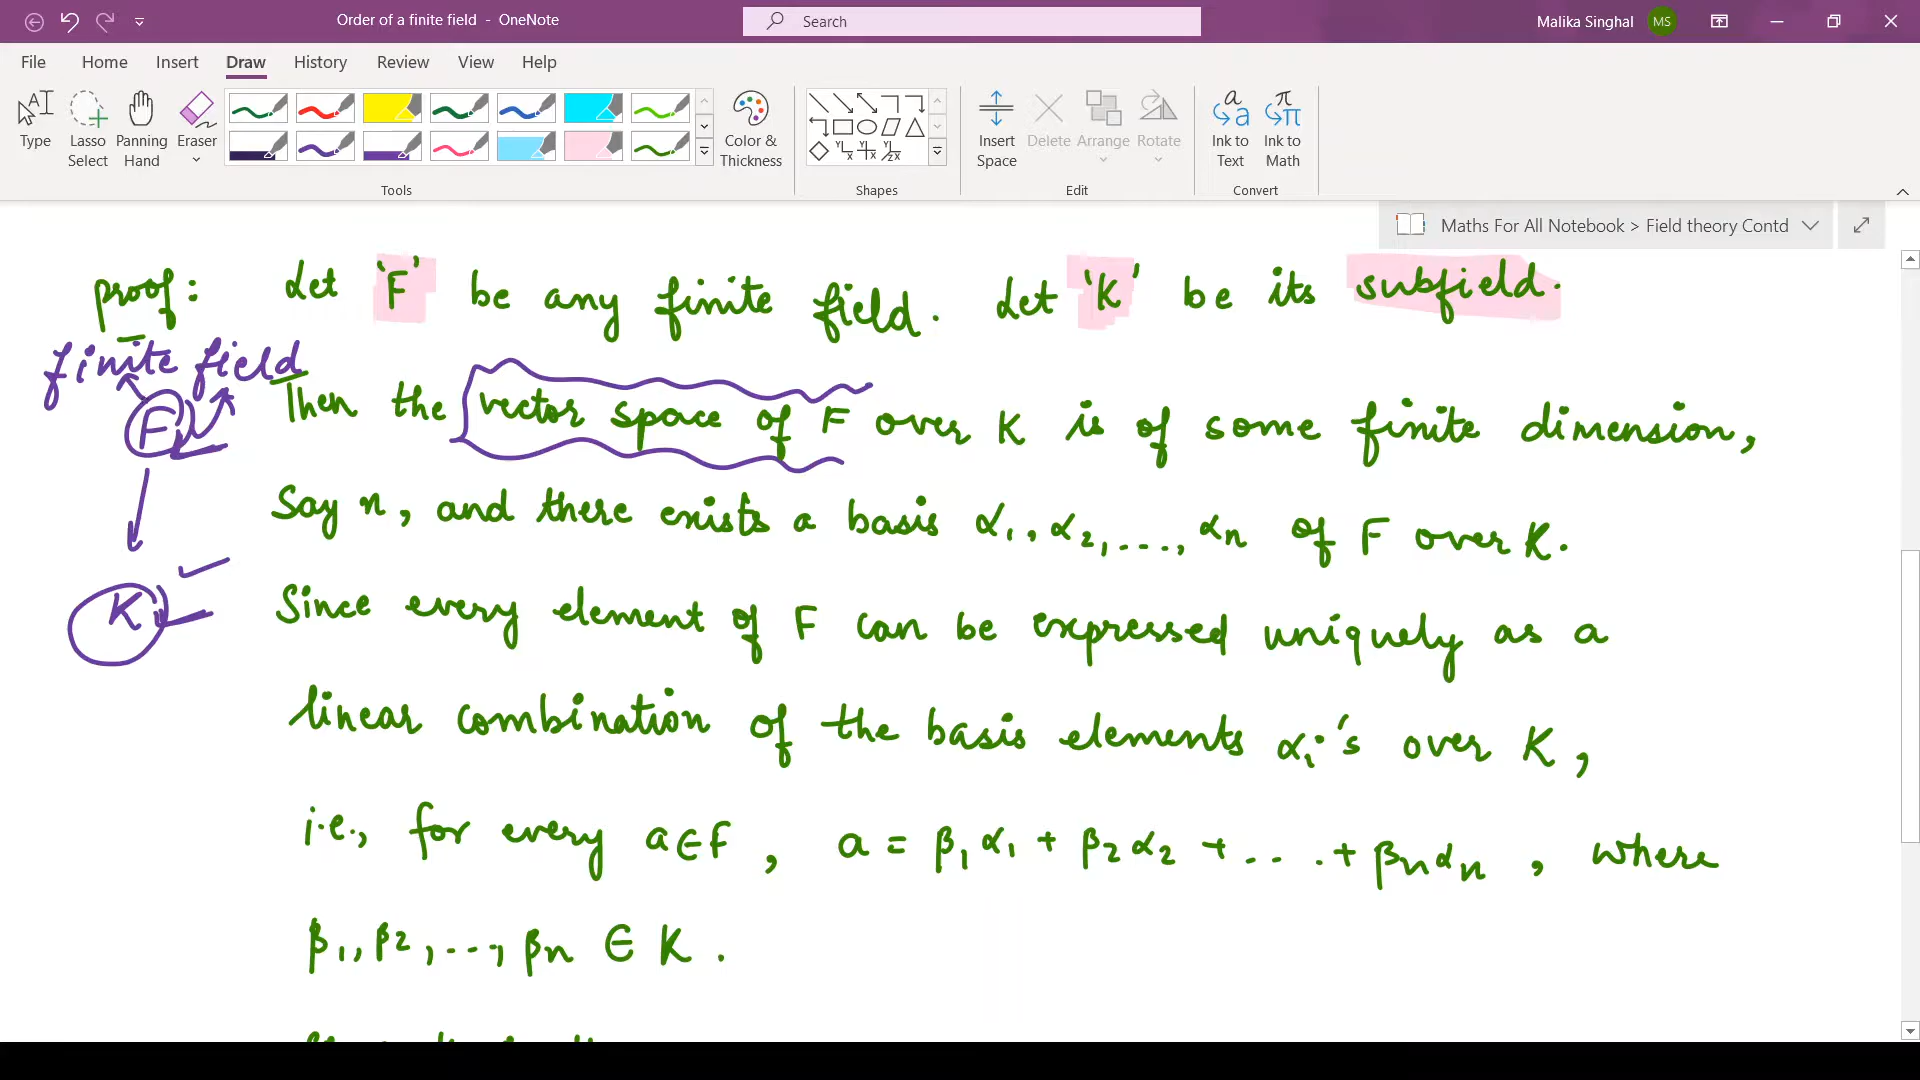 Order of a finite field - OneNote
Search
Malika Singhal MS
File Home Insert Draw History Review View Help
Type Lasso Select Panning Hand Eraser Color & Thickness Insert Space Delete Arrange Rotate Ink to Text Ink to Math
Tools Shapes Edit Convert
Maths For All Notebook > Field theory Contd
proof: Let 'F' be any finite field. Let 'K' be its subfield.
finite field
F
K
Then the vector space of F over K is of some finite dimension,
Say n, and there exists a basis α1, α2, ..., αn of F over K.
Since every element of F can be expressed uniquely as a
linear combination of the basis elements αi's over K,
i.e., for every a∈F, a = β1α1 + β2α2 + ... + βnαn, where
β1, β2, ..., βn ∈ K.